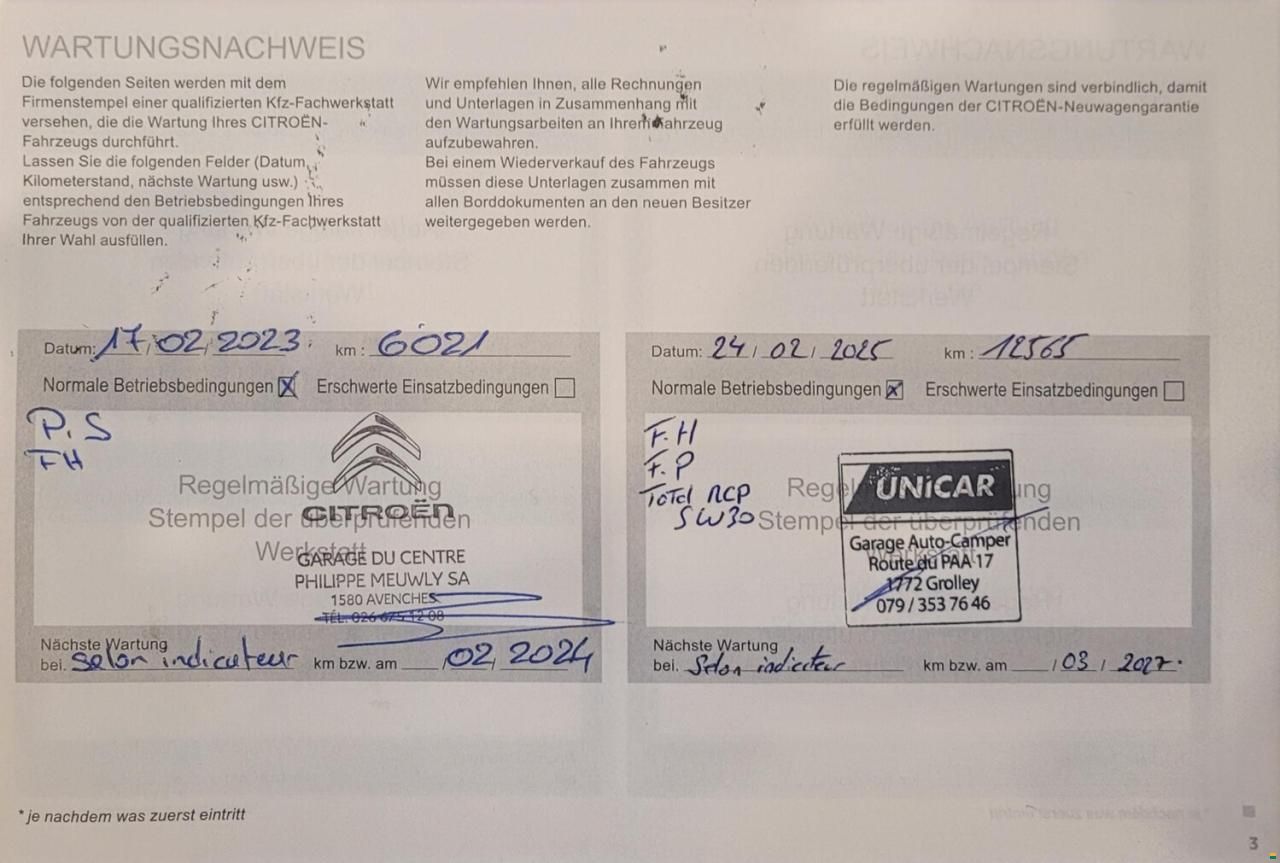 WARTUNGSNACHWEIS
Die folgenden Seiten werden mit dem
Firmenstempel einer qualifizierten Kfz-Fachwerkstatt
versehen, die die Wartung Ihres CITROËN-
Fahrzeugs durchführt.
Lassen Sie die folgenden Felder (Datum,
Kilometerstand, nächste Wartung usw.)
entsprechend den Betriebsbedingungen Ihres
Fahrzeugs von der qualifizierten Kfz-Fachwerkstatt
Ihrer Wahl ausfüllen.
Wir empfehlen Ihnen, alle Rechnungen
und Unterlagen in Zusammenhang mit
den Wartungsarbeiten an Ihrem Fahrzeug
aufzubewahren.
Bei einem Wiederverkauf des Fahrzeugs
müssen diese Unterlagen zusammen mit
allen Borddokumenten an den neuen Besitzer
weitergegeben werden.
Die regelmäßigen Wartungen sind verbindlich, damit
die Bedingungen der CITROËN-Neuwagengarantie
erfüllt werden.
Datum: 17/02/2023 km : 6021
Normale Betriebsbedingungen Erschwerte Einsatzbedingungen
P.S
FH
Regelmäßige Wartung
Stempel der überprüfenden
Werkstatt
CITROËN
GARAGE DU CENTRE
PHILIPPE MEUWLY SA
1580 AVENCHES
TÉL. 026 675 12 08
Nächste Wartung
bei. selon indicateur km bzw. am /02/2024
Datum: 24/02/2025 km : 12565
Normale Betriebsbedingungen Erschwerte Einsatzbedingungen
F.H
F.P
Total RCP
5W30
Regelmäßige Wartung
Stempel der überprüfenden
Werkstatt
UNiCAR
Garage Auto-Camper
Route du PAA 17
1772 Grolley
079 / 353 76 46
Nächste Wartung
bei. Selon indicateur km bzw. am /03/2027.
* je nachdem was zuerst eintritt
3